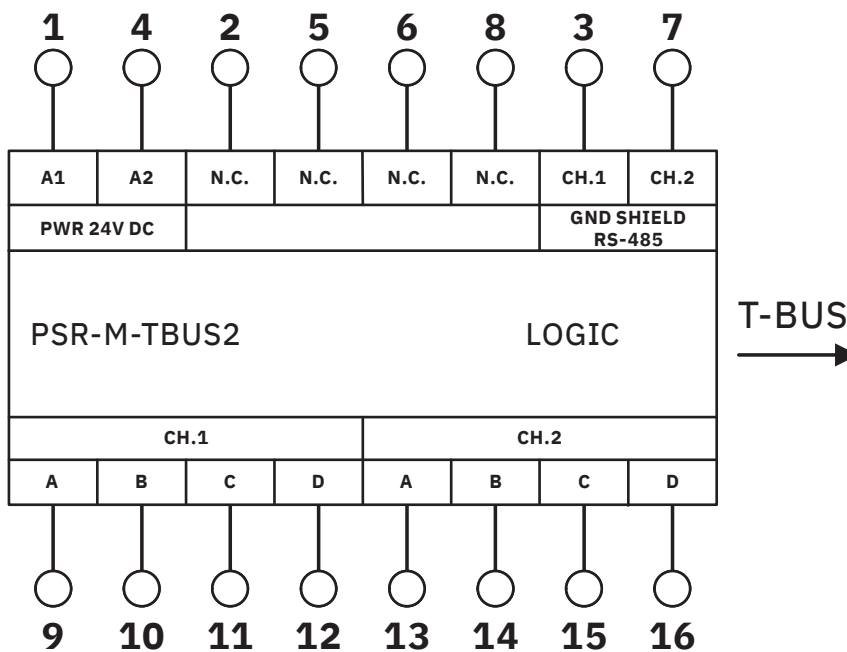 1 4 2 5 6 8 3 7
A1 A2 N.C. N.C. N.C. N.C. CH.1 CH.2
PWR 24V DC GND SHIELD
RS-485
T-BUS
PSR-M-TBUS2 LOGIC
CH.1 CH.2
A B C D A B C D
9 10 11 12 13 14 15 16